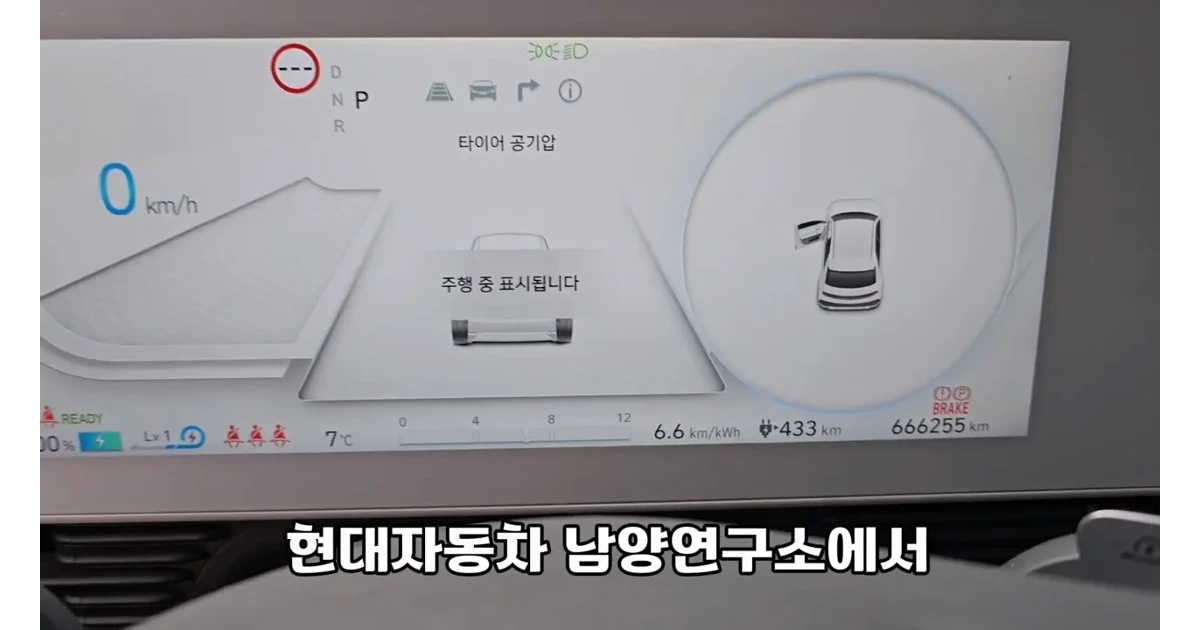 ---
D
N P
R
타이어 공기압
0 km/h
주행 중 표시됩니다
READY
Lv 1
7°C
0 4 8 12
6.6 km/kWh
433 km
BRAKE
666255 km
현대자동차 남양연구소에서